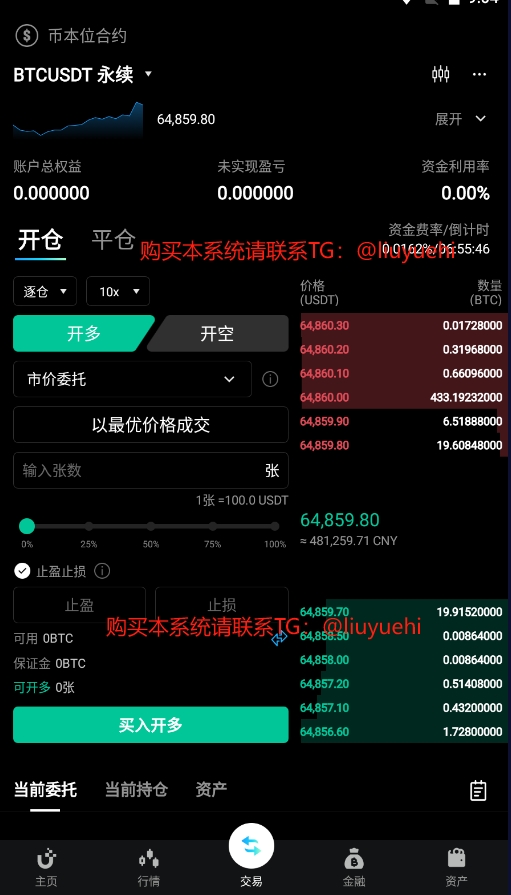 9:04
币本位合约
BTCUSDT 永续
64,859.80
展开
账户总权益
未实现盈亏
资金利用率
0.000000
0.000000
0.00%
开仓
平仓
资金费率/倒计时
0.0162%/06:55:46
购买本系统请联系TG：@liuyuehi
逐仓
10x
价格
(USDT)
数量
(BTC)
开多
开空
64,860.30 0.01728000
64,860.20 0.31968000
市价委托
64,860.10 0.66096000
64,860.00 433.19232000
以最优价格成交
64,859.90 6.51888000
64,859.80 19.60848000
输入张数
张
1张 =100.0 USDT
64,859.80
≈ 481,259.71 CNY
0%
25%
50%
75%
100%
止盈止损
止盈
止损
64,859.70 19.91520000
购买本系统请联系TG：@liuyuehi
可用 0BTC
64,858.50 0.00864000
保证金 0BTC
64,858.00 0.00864000
可开多 0张
64,857.20 0.51408000
64,857.10 0.43200000
买入开多
64,856.60 1.72800000
当前委托
当前持仓
资产
主页
行情
交易
金融
资产